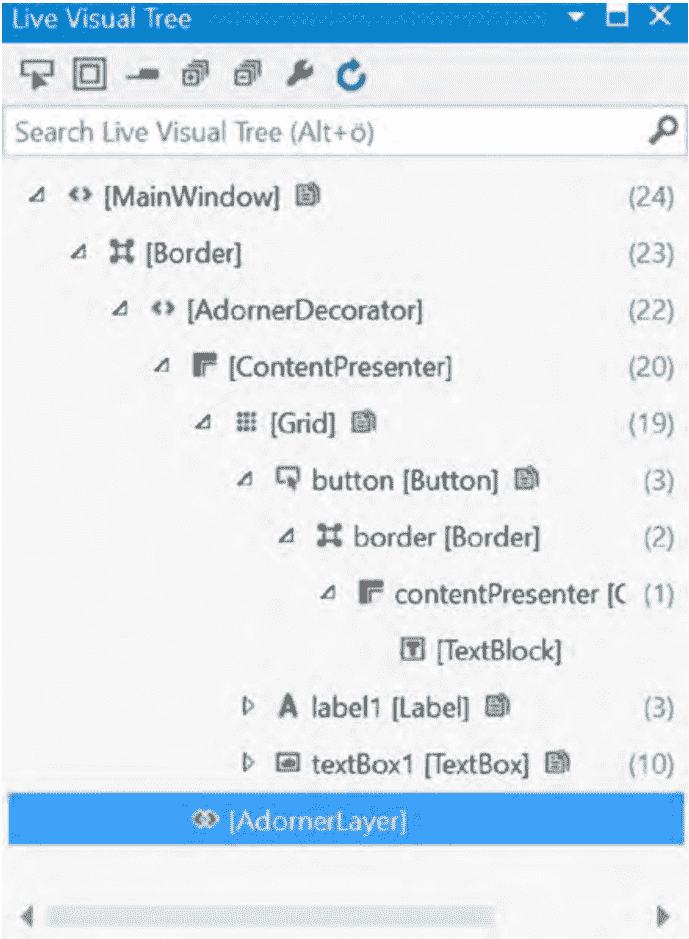 Live Visual Tree
Search Live Visual Tree (Alt+ö)
[MainWindow] (24)
[Border] (23)
[AdornerDecorator] (22)
[ContentPresenter] (20)
[Grid] (19)
button [Button] (3)
border [Border] (2)
contentPresenter [C (1)
[TextBlock]
label1 [Label] (3)
textBox1 [TextBox] (10)
[AdornerLayer]